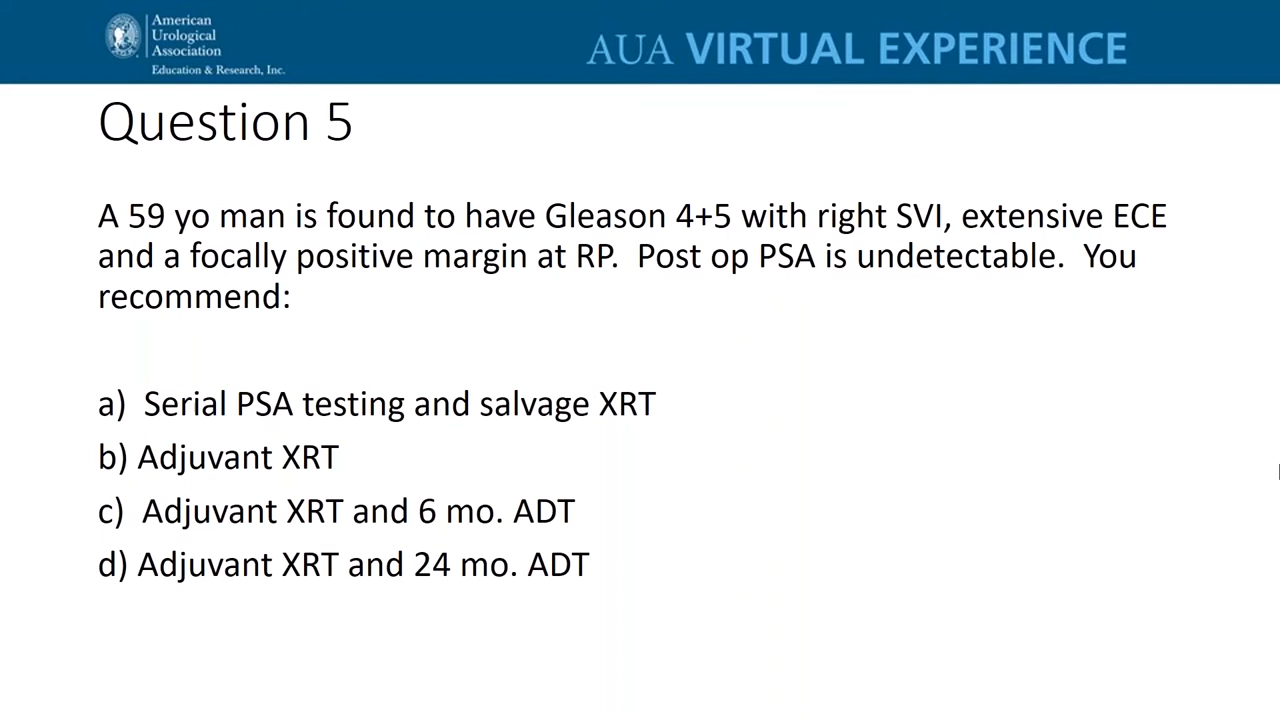 American
Urological
Association
Education & Research, Inc.
AUA VIRTUAL EXPERIENCE
Question 5
A 59 yo man is found to have Gleason 4+5 with right SVI, extensive ECE
and a focally positive margin at RP. Post op PSA is undetectable. You
recommend:
a) Serial PSA testing and salvage XRT
b) Adjuvant XRT
c) Adjuvant XRT and 6 mo. ADT
d) Adjuvant XRT and 24 mo. ADT